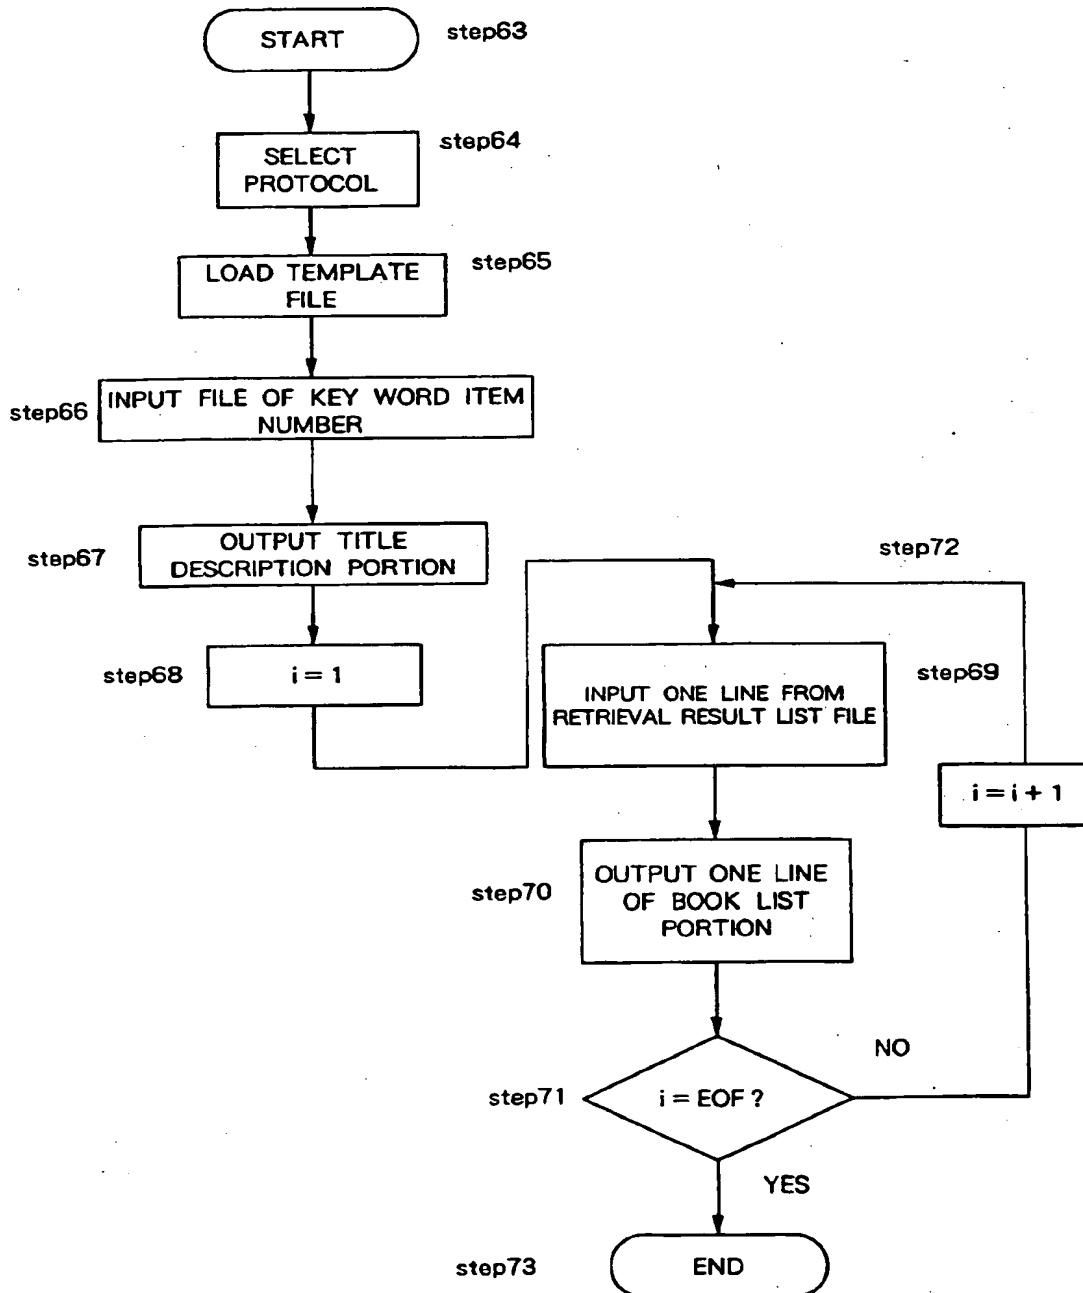 START
step63
step64
SELECT
PROTOCOL
step65
LOAD TEMPLATE
FILE
step66
INPUT FILE OF KEY WORD ITEM
NUMBER
step67
OUTPUT TITLE
DESCRIPTION PORTION
step68
i = 1
step72
step69
INPUT ONE LINE FROM
RETRIEVAL RESULT LIST FILE
i = i + 1
step70
OUTPUT ONE LINE
OF BOOK LIST
PORTION
NO
step71
i = EOF ?
YES
step73
END